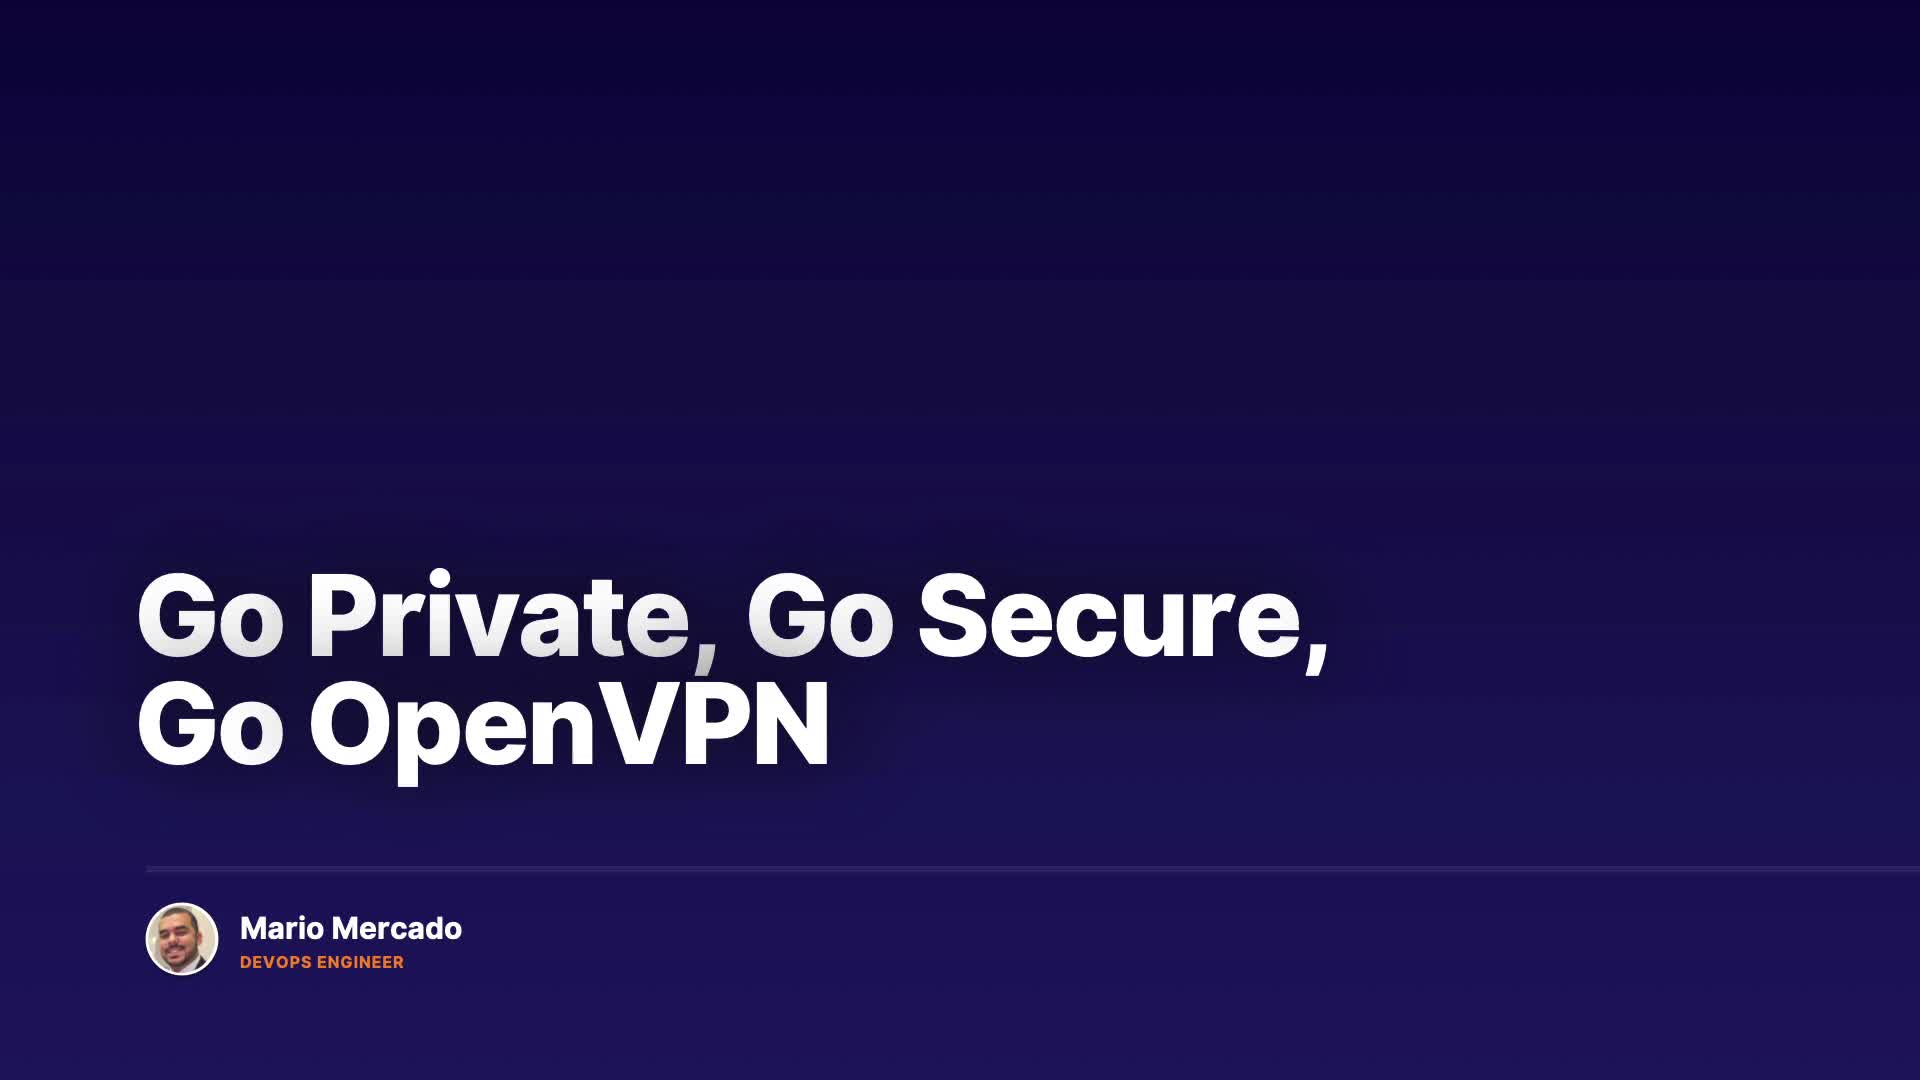 Go Private, Go Secure,
Go OpenVPN
Mario Mercado
DEVOPS ENGINEER